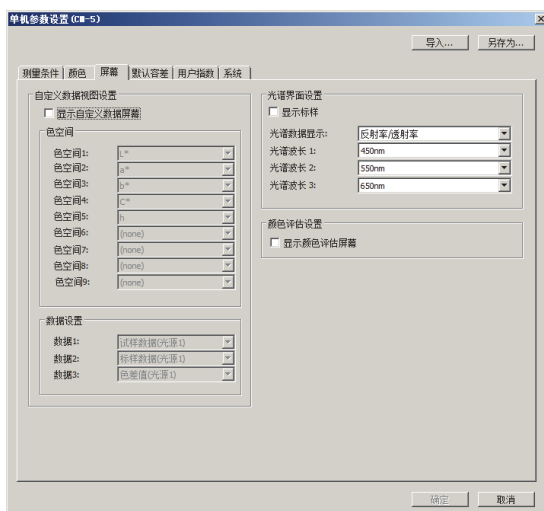 单机参数设置(CM-5)
导入...
另存为...
测量条件 颜色 屏幕 默认容差 用户指数 系统
自定义数据视图设置
显示自定义数据屏幕
色空间
色空间1: L*
色空间2: a*
色空间3: b*
色空间4: C*
色空间5: h
色空间6: (none)
色空间7: (none)
色空间8: (none)
色空间9: (none)
数据设置
数据1: 试样数据(光源1)
数据2: 标样数据(光源1)
数据3: 色差值(光源1)
光谱界面设置
显示标样
光谱数据显示: 反射率/透射率
光谱波长 1: 450nm
光谱波长 2: 550nm
光谱波长 3: 650nm
颜色评估设置
显示颜色评估屏幕
确定
取消